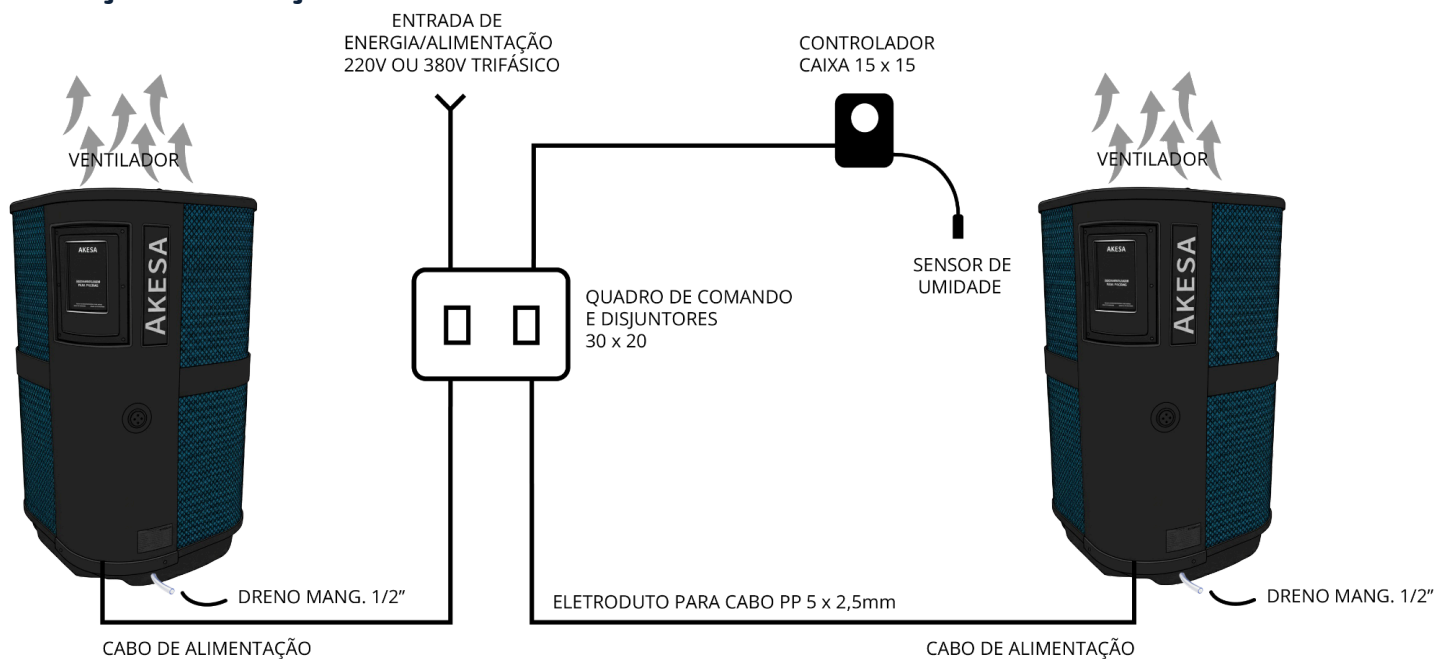 ENTRADA DE
ENERGIA/ALIMENTAÇÃO
220V OU 380V TRIFÁSICO
CONTROLADOR
CAIXA 15 x 15
VENTILADOR
VENTILADOR
AKESA
AKESA
AKESA
AKESA
SENSOR DE
UMIDADE
QUADRO DE COMANDO
E DISJUNTORES
30 x 20
DRENO MANG. 1/2”
ELETRODUTO PARA CABO PP 5 x 2,5mm
DRENO MANG. 1/2”
CABO DE ALIMENTAÇÃO
CABO DE ALIMENTAÇÃO